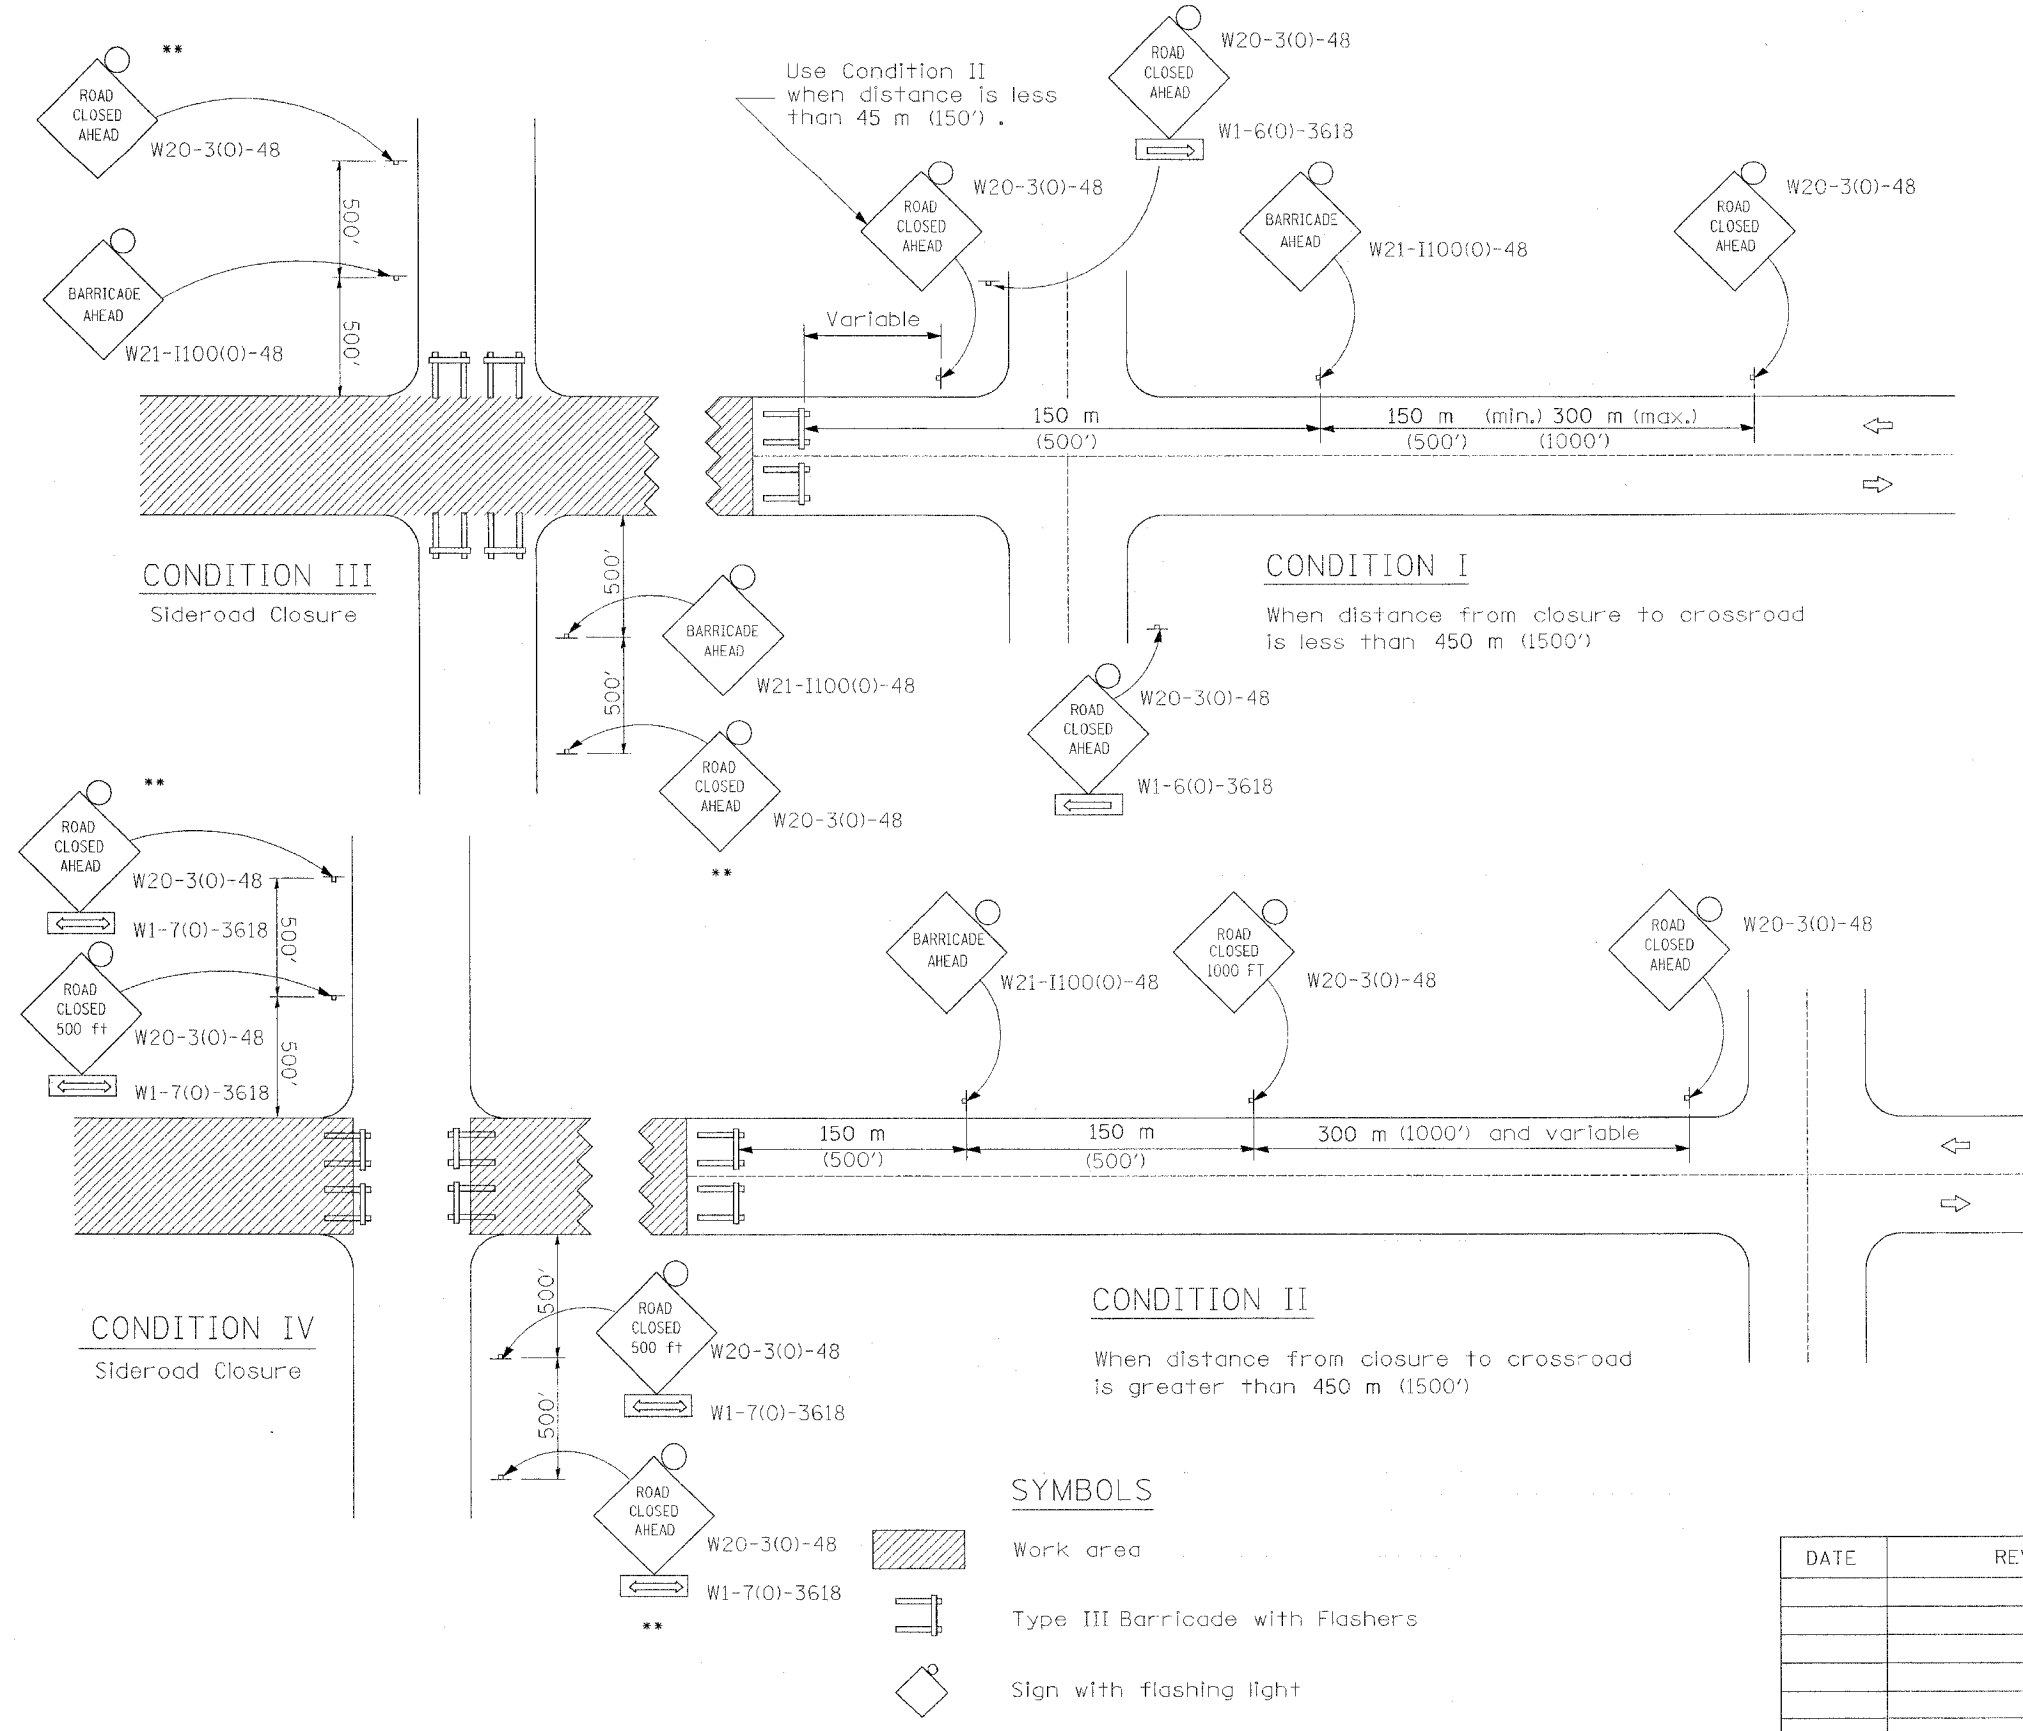 **
ROAD
CLOSED
AHEAD
W20-3(O)-48
500'
BARRICADE
AHEAD
W21-I100(O)-48
500'
Use Condition II
when distance is less
than 45 m (150') .
ROAD
CLOSED
AHEAD
W20-3(O)-48
W1-6(O)-3618
ROAD
CLOSED
AHEAD
W20-3(O)-48
BARRICADE
AHEAD
W21-I100(O)-48
ROAD
CLOSED
AHEAD
W20-3(O)-48
Variable
150 m
(500')
150 m (min.) 300 m (max.)
(500') (1000')
CONDITION III
Sideroad Closure
500'
BARRICADE
AHEAD
W21-I100(O)-48
500'
ROAD
CLOSED
AHEAD
W20-3(O)-48
**
CONDITION I
When distance from closure to crossroad
is less than 450 m (1500')
ROAD
CLOSED
AHEAD
W20-3(O)-48
W1-6(O)-3618
**
ROAD
CLOSED
AHEAD
W20-3(O)-48
W1-7(O)-3618
500'
ROAD
CLOSED
500 ft
W20-3(O)-48
W1-7(O)-3618
500'
BARRICADE
AHEAD
W21-I100(O)-48
ROAD
CLOSED
1000 FT
W20-3(O)-48
ROAD
CLOSED
AHEAD
W20-3(O)-48
150 m
(500')
150 m
(500')
300 m (1000') and variable
CONDITION IV
Sideroad Closure
500'
ROAD
CLOSED
500 ft
W20-3(O)-48
W1-7(O)-3618
500'
ROAD
CLOSED
AHEAD
W20-3(O)-48
W1-7(O)-3618
**
CONDITION II
When distance from closure to crossroad
is greater than 450 m (1500')
SYMBOLS
Work area
Type III Barricade with Flashers
Sign with flashing light
DATE